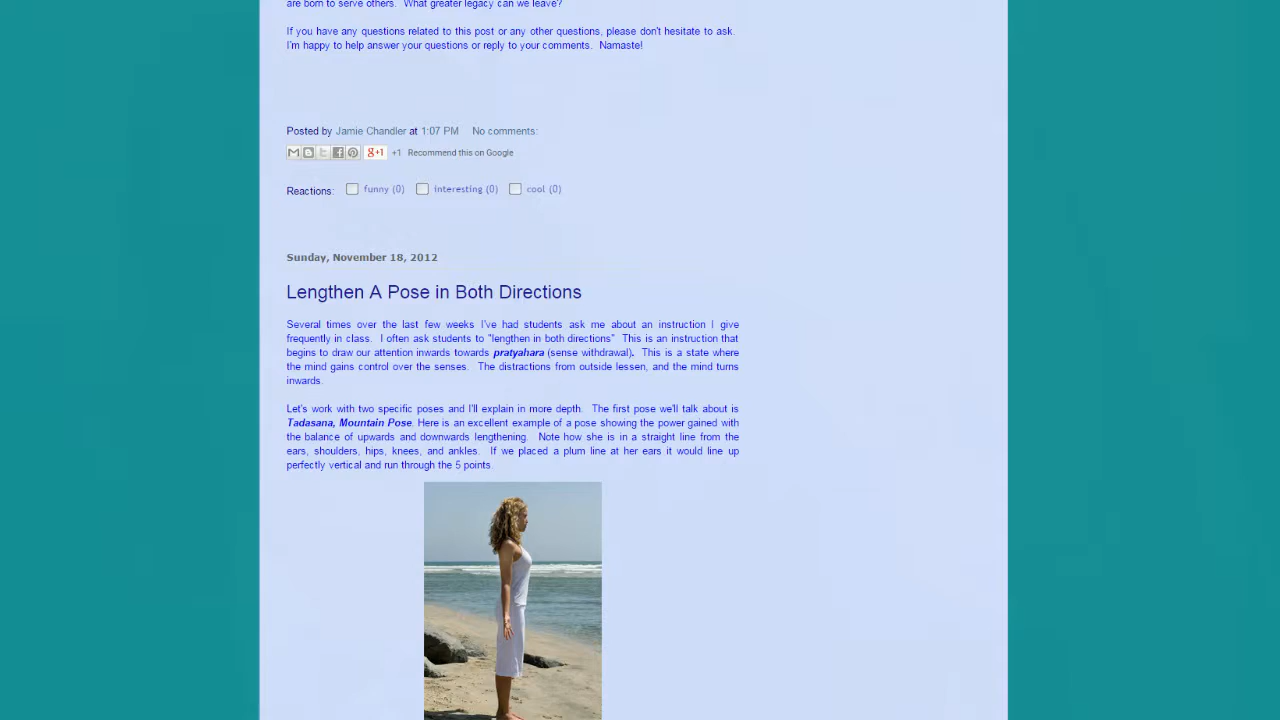 are born to serve others.  What greater legacy can we leave?
If you have any questions related to this post or any other questions, please don't hesitate to ask.
I'm happy to help answer your questions or reply to your comments.  Namaste!
Posted by Jamie Chandler at 1:07 PM No comments:
g+1 +1 Recommend this on Google
Reactions: funny (0) interesting (0) cool (0)
Sunday, November 18, 2012
Lengthen A Pose in Both Directions
Several times over the last few weeks I've had students ask me about an instruction I give
frequently in class.  I often ask students to "lengthen in both directions"  This is an instruction that
begins to draw our attention inwards towards pratyahara (sense withdrawal).  This is a state where
the mind gains control over the senses.  The distractions from outside lessen, and the mind turns
inwards.
Let's work with two specific poses and I'll explain in more depth.  The first pose we'll talk about is
Tadasana, Mountain Pose. Here is an excellent example of a pose showing the power gained with
the balance of upwards and downwards lengthening.  Note how she is in a straight line from the
ears, shoulders, hips, knees, and ankles.  If we placed a plum line at her ears it would line up
perfectly vertical and run through the 5 points.